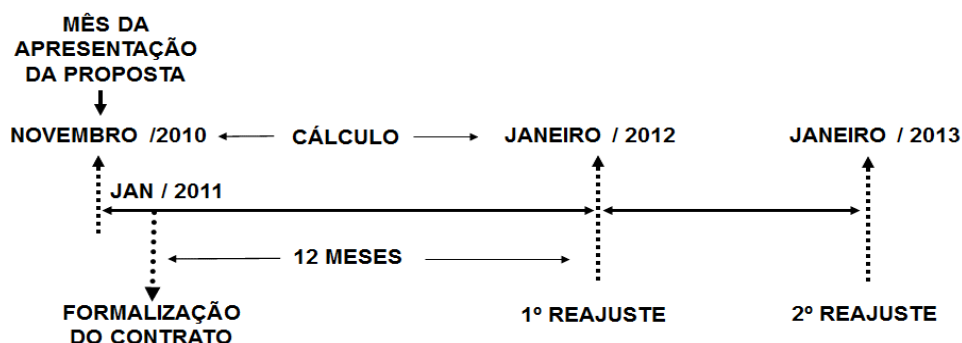 MÊS DA
APRESENTAÇÃO
DA PROPOSTA
NOVEMBRO /2010 CÁLCULO JANEIRO / 2012 JANEIRO / 2013
JAN / 2011
12 MESES
FORMALIZAÇÃO
DO CONTRATO
1º REAJUSTE 2º REAJUSTE